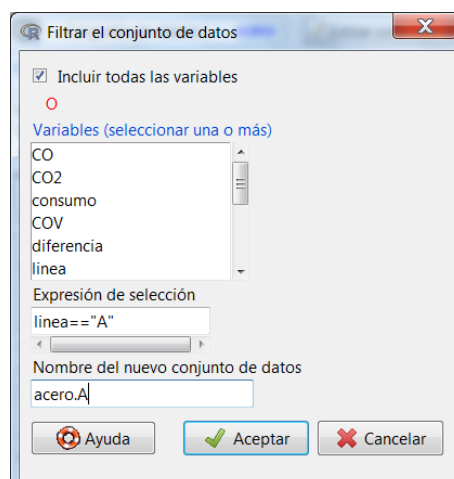 Filtrar el conjunto de datos
Incluir todas las variables
O
Variables (seleccionar una o más)
CO
CO2
consumo
COV
diferencia
linea
Expresión de selección
linea=="A"
Nombre del nuevo conjunto de datos
acero.A
Ayuda
Aceptar
Cancelar